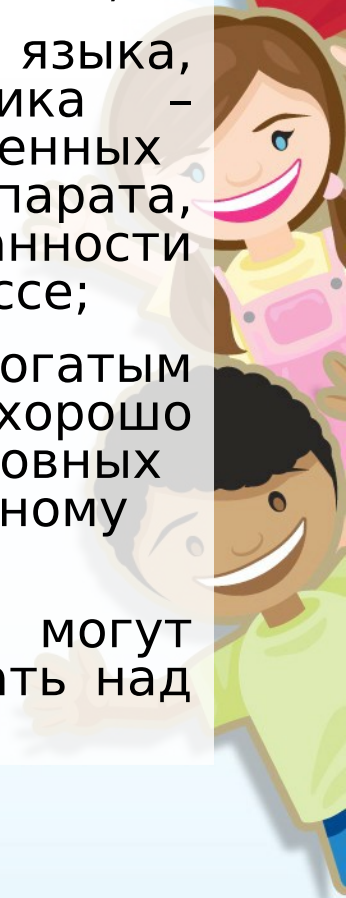 языка,
ика –
енных
парата,
анности
ссе;
огатым
хорошо
овных
ному
могут
ать над